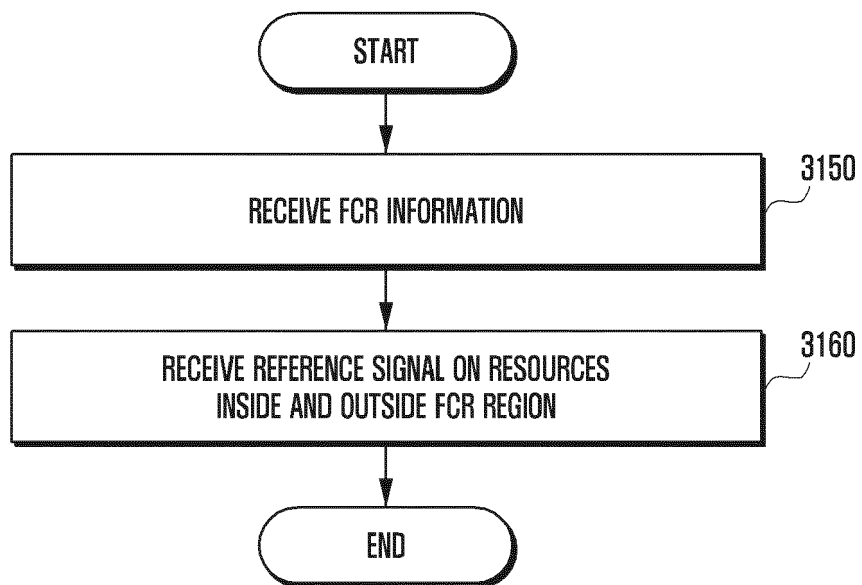 START
RECEIVE FCR INFORMATION
3150
RECEIVE REFERENCE SIGNAL ON RESOURCES
INSIDE AND OUTSIDE FCR REGION
3160
END